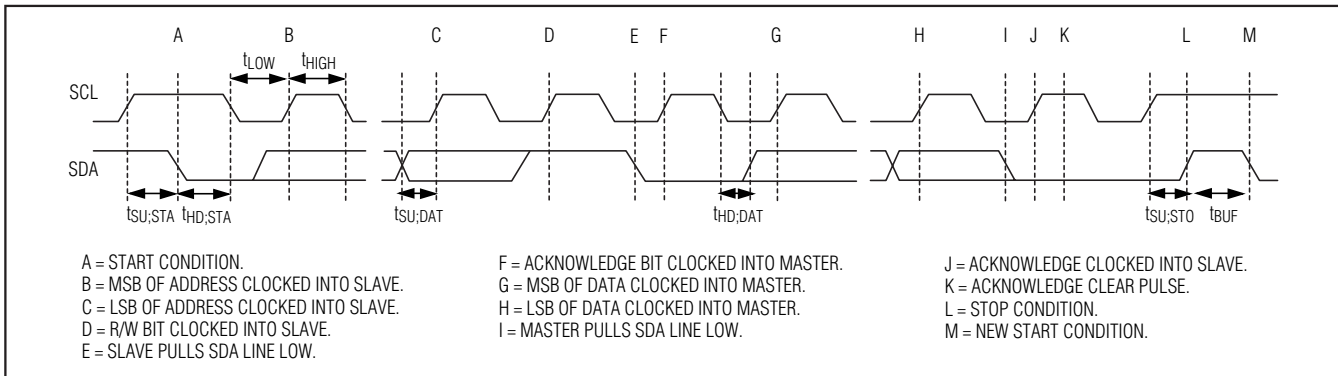 A B C D E F G H I J K L M
tLOW tHIGH
SCL
SDA
tSU;STA tHD;STA tSU;DAT tHD;DAT tSU;STO tBUF
A = START CONDITION.
B = MSB OF ADDRESS CLOCKED INTO SLAVE.
C = LSB OF ADDRESS CLOCKED INTO SLAVE.
D = R/W BIT CLOCKED INTO SLAVE.
E = SLAVE PULLS SDA LINE LOW.
F = ACKNOWLEDGE BIT CLOCKED INTO MASTER.
G = MSB OF DATA CLOCKED INTO MASTER.
H = LSB OF DATA CLOCKED INTO MASTER.
I = MASTER PULLS SDA LINE LOW.
J = ACKNOWLEDGE CLOCKED INTO SLAVE.
K = ACKNOWLEDGE CLEAR PULSE.
L = STOP CONDITION.
M = NEW START CONDITION.